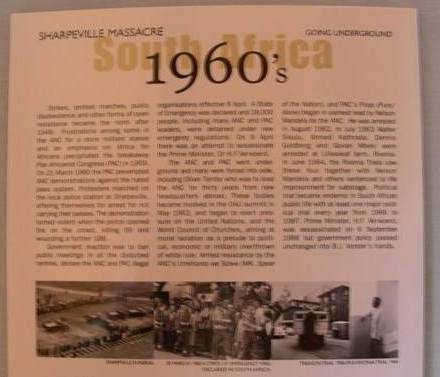 SHARPEVILLE MASSACRE
GOING UNDERGROUND
South Africa
1960's
Strikes, protest marches, public
disobedience and other forms of open
resistance became the norm after
1949. Frustrations among some in
the ANC for a more militant stance
and an emphasis on Africa for
Africans precipitated the breakaway
Pan Africanist Congress (PAC) in 1959.
On 21 March 1960 the PAC pre-empted
ANC demonstrations against the hated
pass system. Protesters marched on
the local police station at Sharpeville,
offering themselves for arrest for not
carrying their passes. The demonstration
turned violent when the police opened
fire on the crowd, killing 69 and
wounding a further 186.
Government reaction was to ban
public meetings in all the disturbed
centres, declare the ANC and PAC illegal
organisations effective 8 April. A State
of Emergency was declared and 18,000
people, including many ANC and PAC
leaders, were detained under new
emergency regulations. On 9 April
there was an attempt to assassinate
the Prime Minister, Dr H.F Verwoerd.
The ANC and PAC went under-
ground and many were forced into exile,
including Oliver Tambo who was to lead
the ANC for thirty years from new
headquarters abroad. These bodies
became involved in the OAU summit in
May 1963, and began to exert pres-
sure on the United Nations, and the
World Council of Churches, aiming at
moral isolation as a prelude to politi-
cal, economic or military overthrown
of white rule. Armed resistance by the
ANC's Umkhonto we Sizwe (MK, Spear
of the Nation), and PAC's Poqo (Pure/
Alone) began in earnest lead by Nelson
Mandela for the ANC. He was arrested
in August 1962. In July 1963 Walter
Sisulu, Ahmed Kathrada, Dennis
Goldberg and Govan Mbeki were
arrested at Lilliesleaf farm, Rivonia.
In June 1964, the Rivonia Trials saw
these four together with Nelson
Mandela and others sentenced to life
imprisonment for sabotage. Political
trials became endemic in South African
public life with at least one major polit-
ical trial every year from 1958 to
1967. Prime Minister, H.F. Verwoerd,
was assassinated on 6 September
1966 but government policy passed
unchanged into B.J. Vorster's hands.
SHARPEVILLE FUNERAL
DECLARED IN SOUTH AFRICA